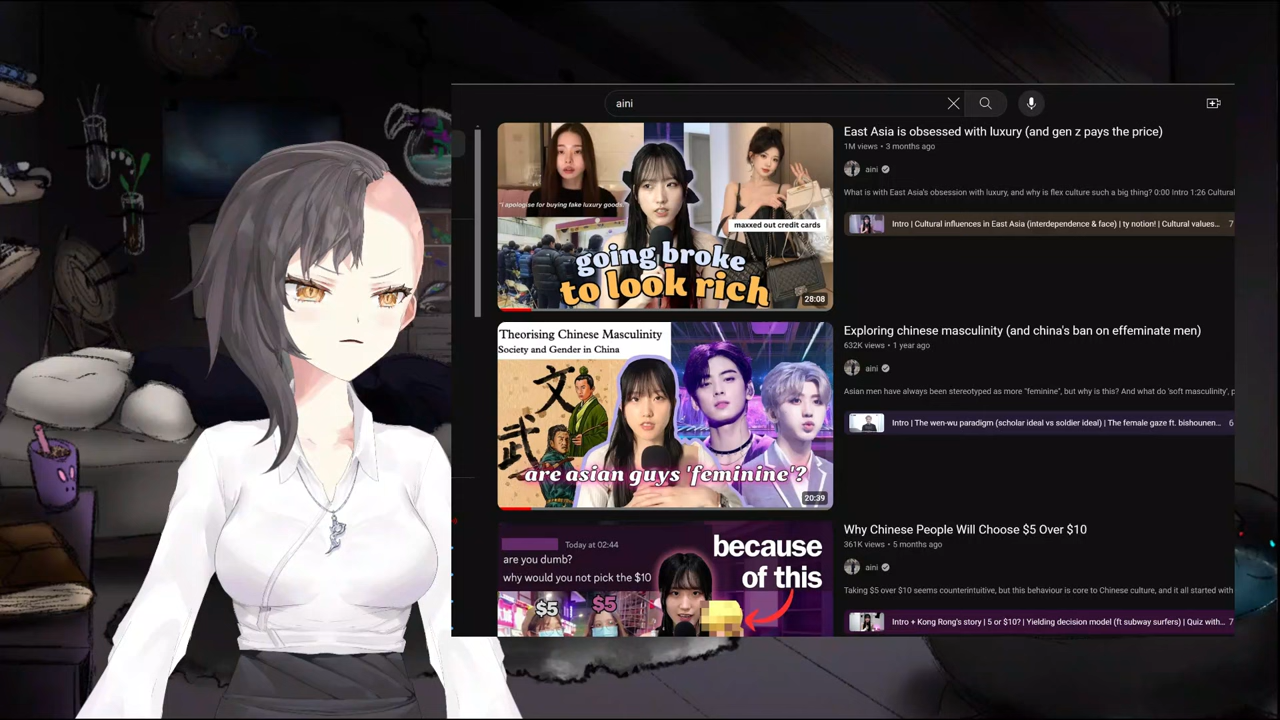 aini
East Asia is obsessed with luxury (and gen z pays the price)
1M views • 3 months ago
aini
What is with East Asia's obsession with luxury, and why is flex culture such a big thing? 0:00 Intro 1:26 Cultural
Intro | Cultural influences in East Asia (interdependence & face) | ty notion! | Cultural values... 7
"I apologise for buying fake luxury goods."
maxxed out credit cards
going broke
to look rich
28:08
Exploring chinese masculinity (and china's ban on effeminate men)
632K views • 1 year ago
aini
Asian men have always been stereotyped as more "feminine", but why is this? And what do 'soft masculinity', p
Intro | The wen-wu paradigm (scholar ideal vs soldier ideal) | The female gaze ft. bishounen... 6
Theorising Chinese Masculinity
Society and Gender in China
文
武
are asian guys 'feminine'?
20:39
Why Chinese People Will Choose $5 Over $10
361K views • 5 months ago
aini
Taking $5 over $10 seems counterintuitive, but this behaviour is core to Chinese culture, and it all started with
Intro + Kong Rong's story | 5 or $10? | Yielding decision model (ft subway surfers) | Quiz with... 7
Today at 02:44
are you dumb?
why would you not pick the $10
because
of this
$5
$5